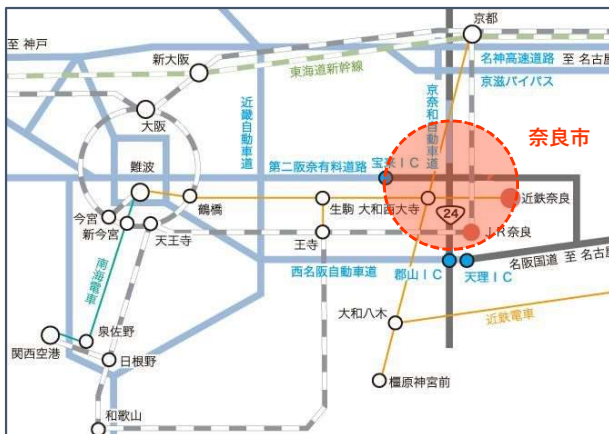 京都
至 神戸
新大阪
名神高速道路
至 名古屋
東海道新幹線
京滋バイパス
近畿自動車道
京奈和自動車道
大阪
奈良市
難波
第二阪奈有料道路
宝来IC
今宮
新今宮
鶴橋
天王寺
生駒
大和西大寺
近鉄奈良
24
JR奈良
王寺
西名阪自動車道
郡山IC
天理IC
名阪国道
至 名古屋
南海電車
大和八木
近鉄電車
泉佐野
関西空港
日根野
橿原神宮前
和歌山